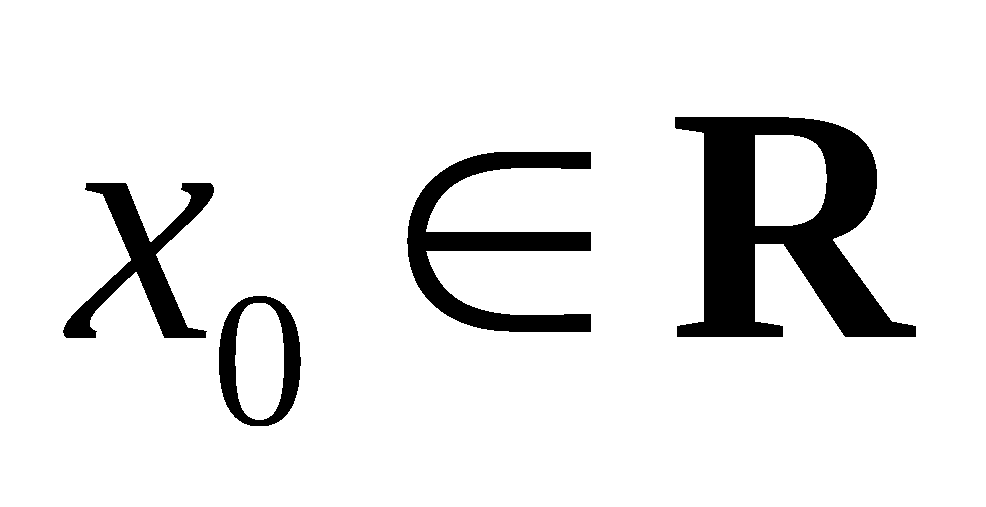 x₀ ∈ R